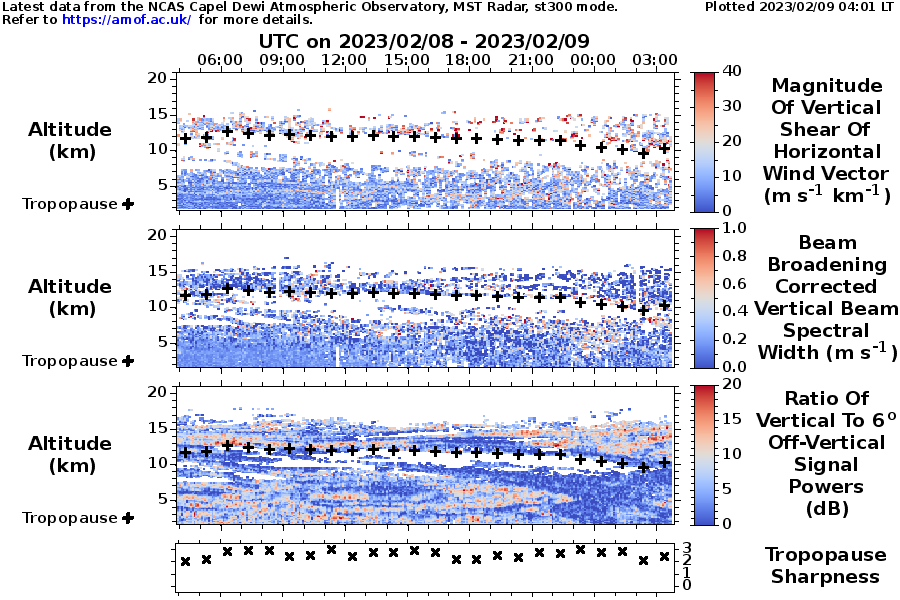 Latest data from the NCAS Capel Dewi Atmospheric Observatory, MST Radar, st300 mode.
Plotted 2023/02/09 04:01 LT
Refer to https://amof.ac.uk/ for more details.
UTC on 2023/02/08 - 2023/02/09
06:00 09:00 12:00 15:00 18:00 21:00 00:00 03:00
Altitude
(km)
Tropopause +
20
15
10
5
40
30
20
10
0
Magnitude
Of Vertical
Shear Of
Horizontal
Wind Vector
(m s⁻¹ km⁻¹)
Altitude
(km)
Tropopause +
20
15
10
5
1.0
0.8
0.6
0.4
0.2
0.0
Beam
Broadening
Corrected
Vertical Beam
Spectral
Width (m s⁻¹)
Altitude
(km)
Tropopause +
20
15
10
5
20
15
10
5
0
Ratio Of
Vertical To 6°
Off-Vertical
Signal
Powers
(dB)
3
2
1
0
Tropopause
Sharpness